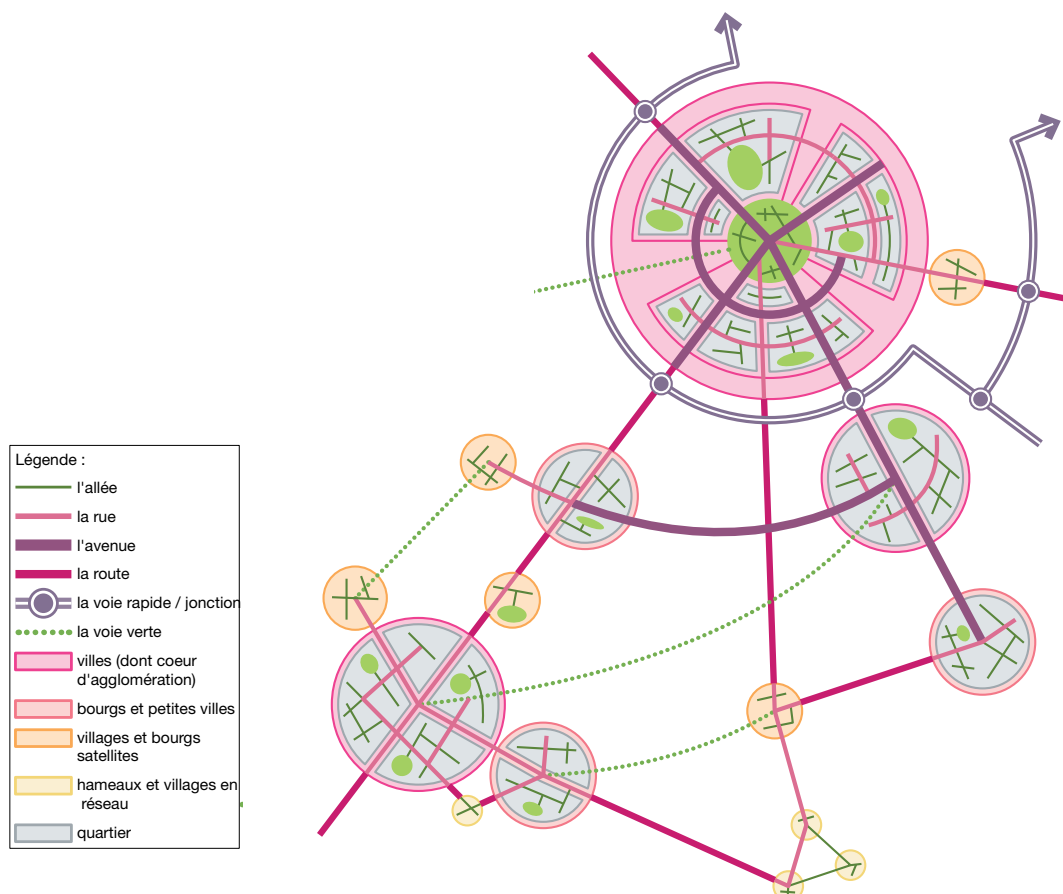 Légende :
l'allée
la rue
l'avenue
la route
la voie rapide / jonction
la voie verte
villes (dont coeur
d'agglomération)
bourgs et petites villes
villages et bourgs
satellites
hameaux et villages en
réseau
quartier